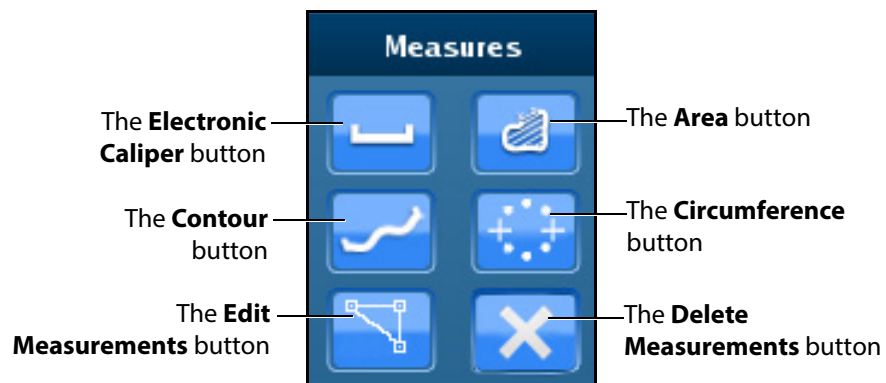 Measures
The Electronic
Caliper button
The Area button
The Contour
button
The Circumference
button
The Edit
Measurements button
The Delete
Measurements button